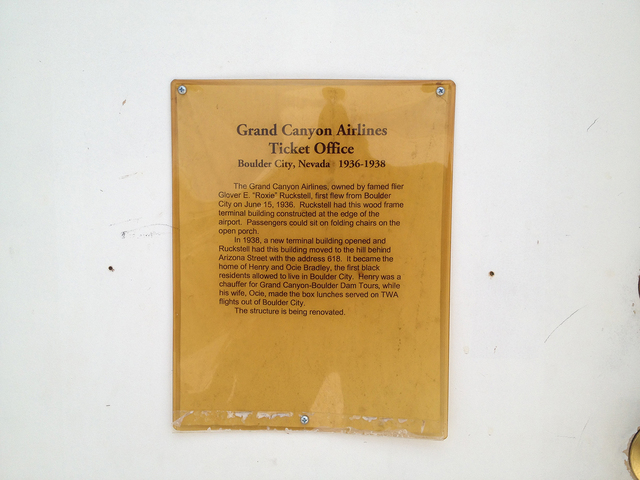 Grand Canyon Airlines
Ticket Office
Boulder City, Nevada 1936-1938
The Grand Canyon Airlines, owned by famed flier
Glover E. "Roxie" Ruckstell, first flew from Boulder
City on June 15, 1936. Ruckstell had this wood frame
terminal building constructed at the edge of the
airport. Passengers could sit on folding chairs on the
open porch.
In 1938, a new terminal building opened and
Ruckstell had this building moved to the hill behind
Arizona Street with the address 618. It became the
home of Henry and Ocie Bradley, the first black
residents allowed to live in Boulder City. Henry was a
chauffer for Grand Canyon-Boulder Dam Tours, while
his wife, Ocie, made the box lunches served on TWA
flights out of Boulder City.
The structure is being renovated.